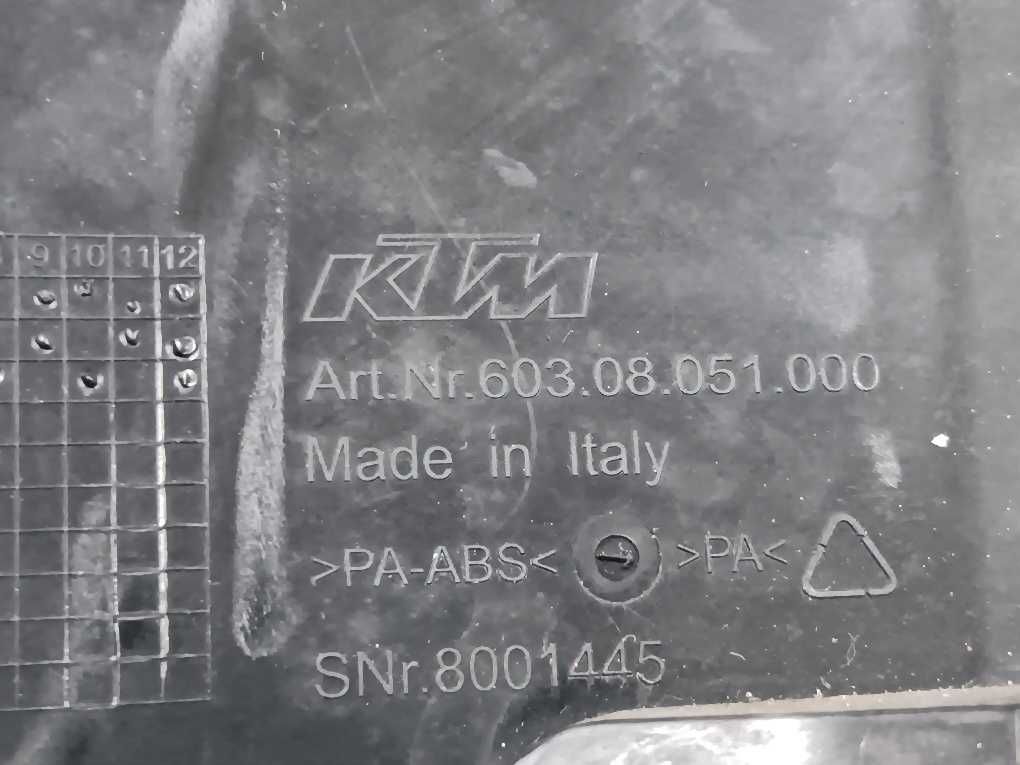 9 10 11 12
KTM
Art.Nr.603.08.051.000
Made in Italy
>PA-ABS< >PA<
SNr.8001445